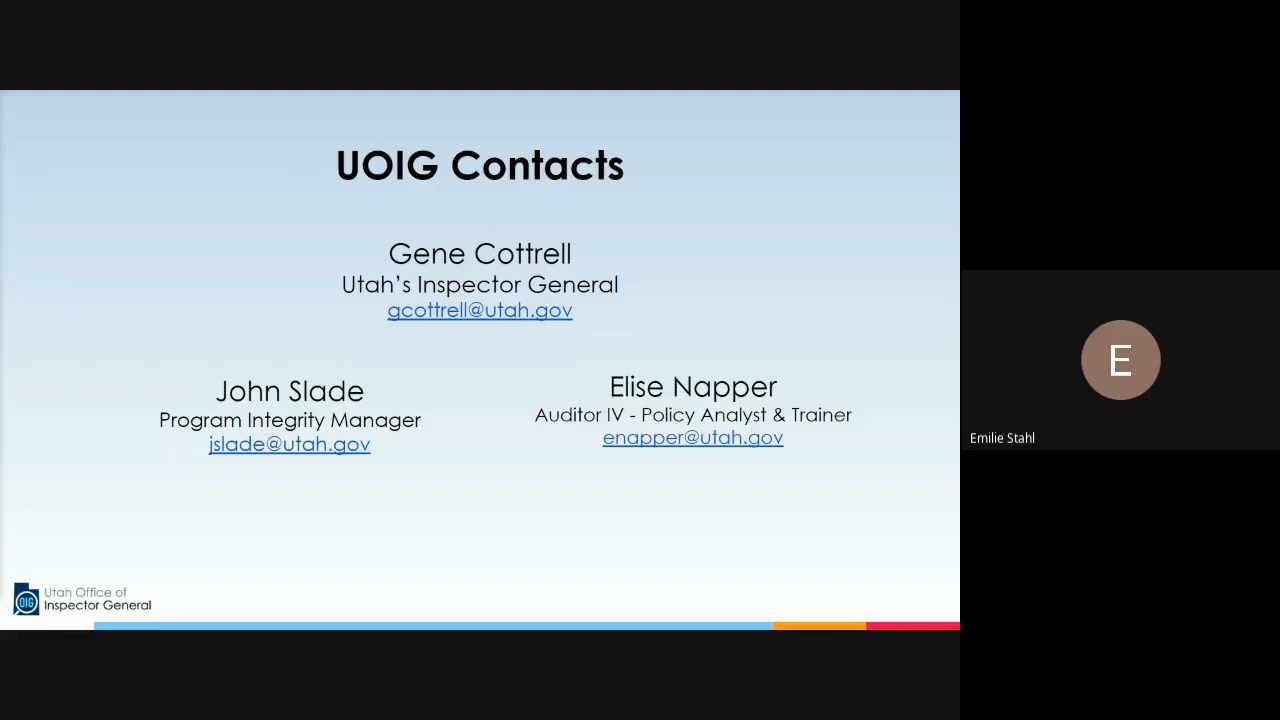 UOIG Contacts
Gene Cottrell
Utah's Inspector General
gcottrell@utah.gov
John Slade
Program Integrity Manager
jslade@utah.gov
Elise Napper
Auditor IV - Policy Analyst & Trainer
enapper@utah.gov
E
Emilie Stahl
OIG
Utah Office of
Inspector General